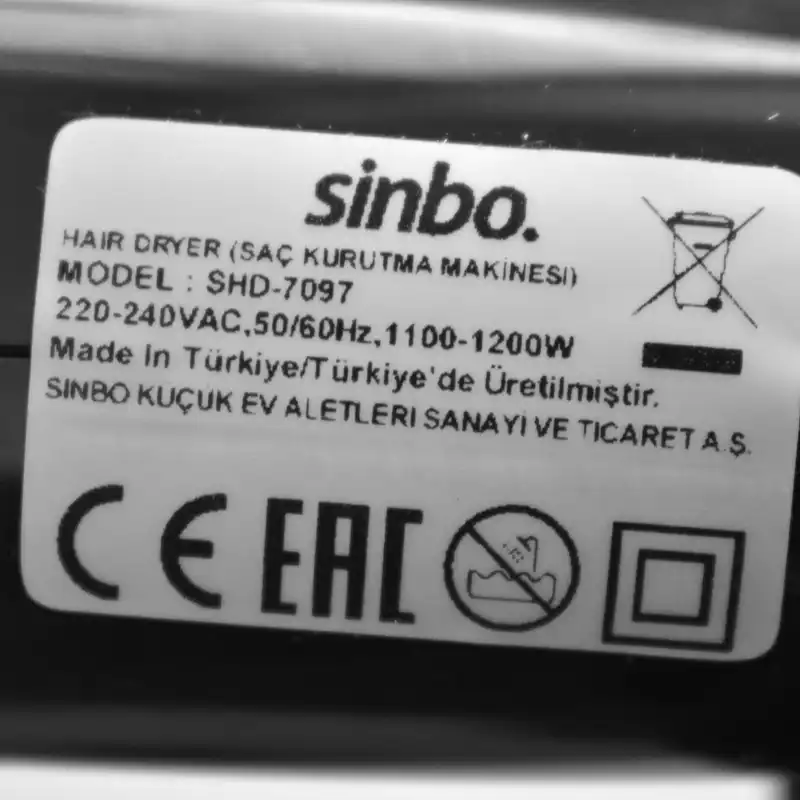 sinbo.
HAIR DRYER (SAÇ KURUTMA MAKİNESİ)
MODEL : SHD-7097
220-240VAC,50/60Hz,1100-1200W
Made In Türkiye/Türkiye'de Üretilmiştir.
SINBO KUÇUK EV ALETLERI SANAYİ VE TICARET A.Ş.
CE EAC